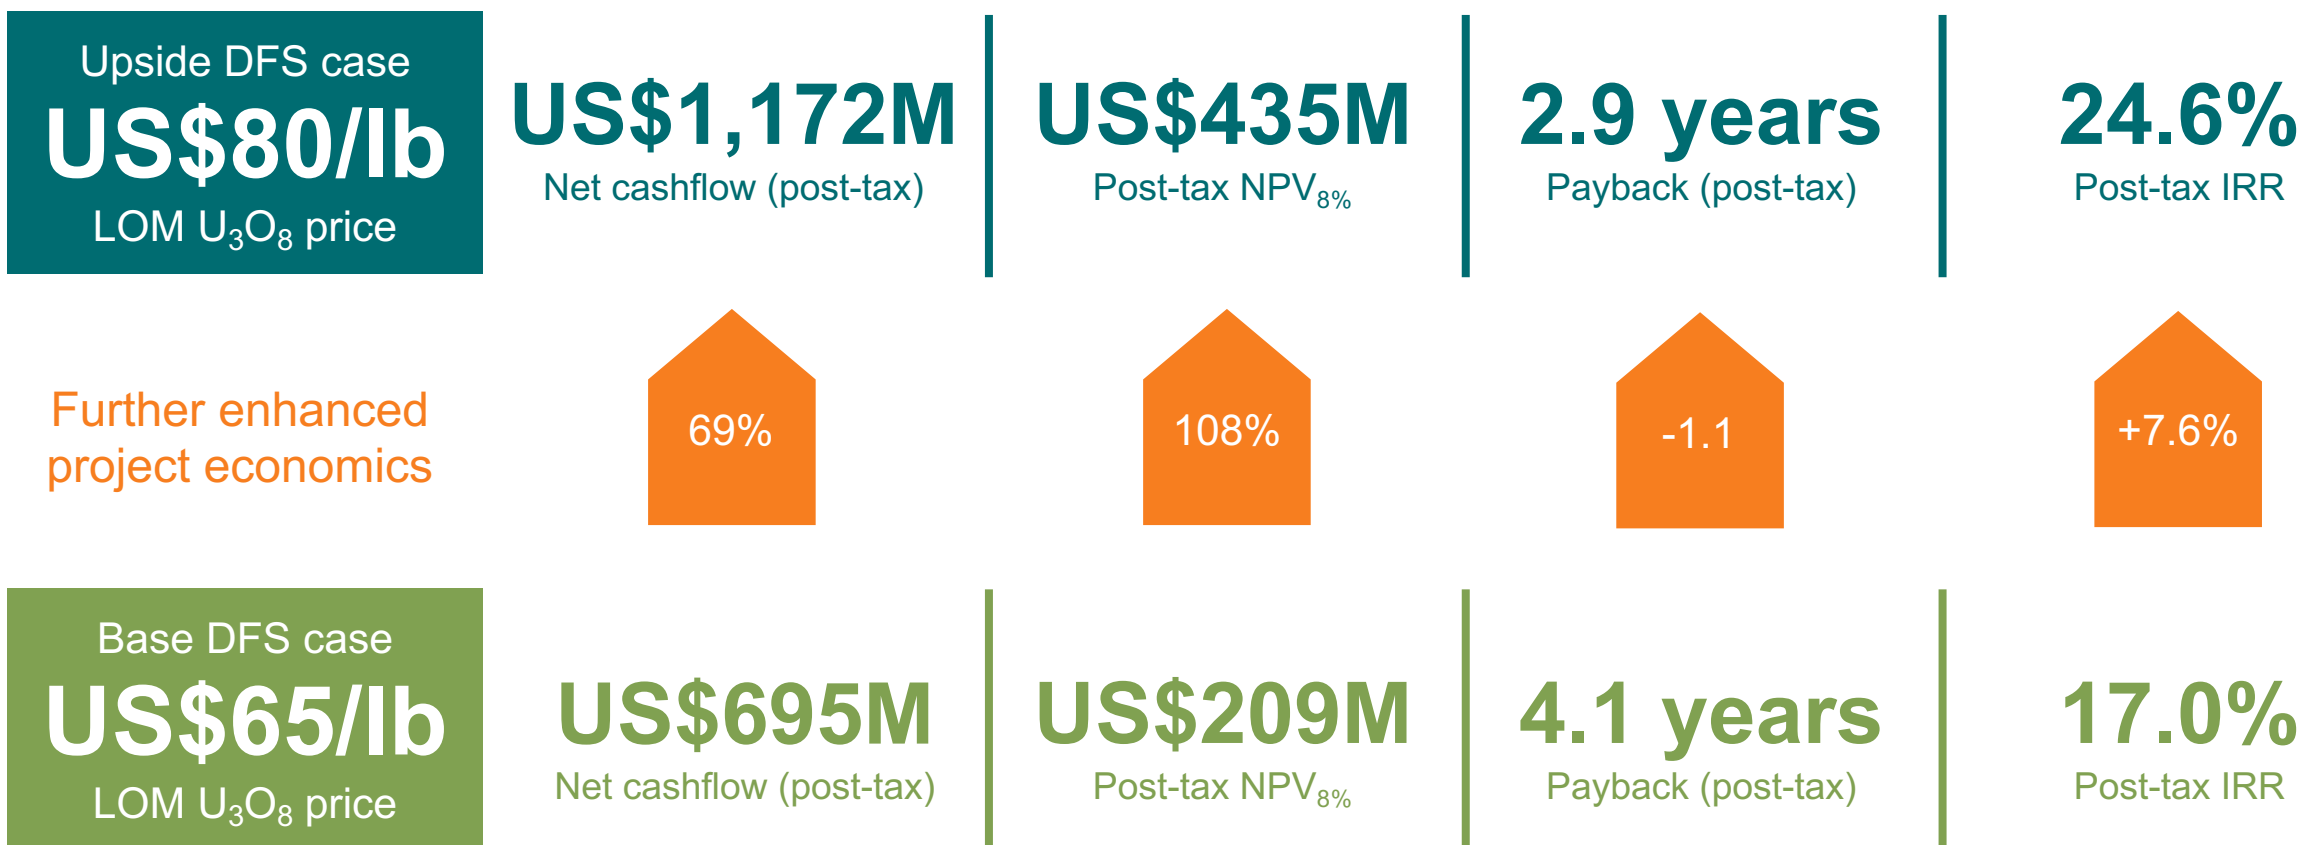 Upside DFS case
US$80/lb
LOM U₃O₈ price
US$1,172M
Net cashflow (post-tax)
US$435M
Post-tax NPV₈%
2.9 years
Payback (post-tax)
24.6%
Post-tax IRR
Further enhanced
project economics
69%
108%
-1.1
+7.6%
Base DFS case
US$65/lb
LOM U₃O₈ price
US$695M
Net cashflow (post-tax)
US$209M
Post-tax NPV₈%
4.1 years
Payback (post-tax)
17.0%
Post-tax IRR